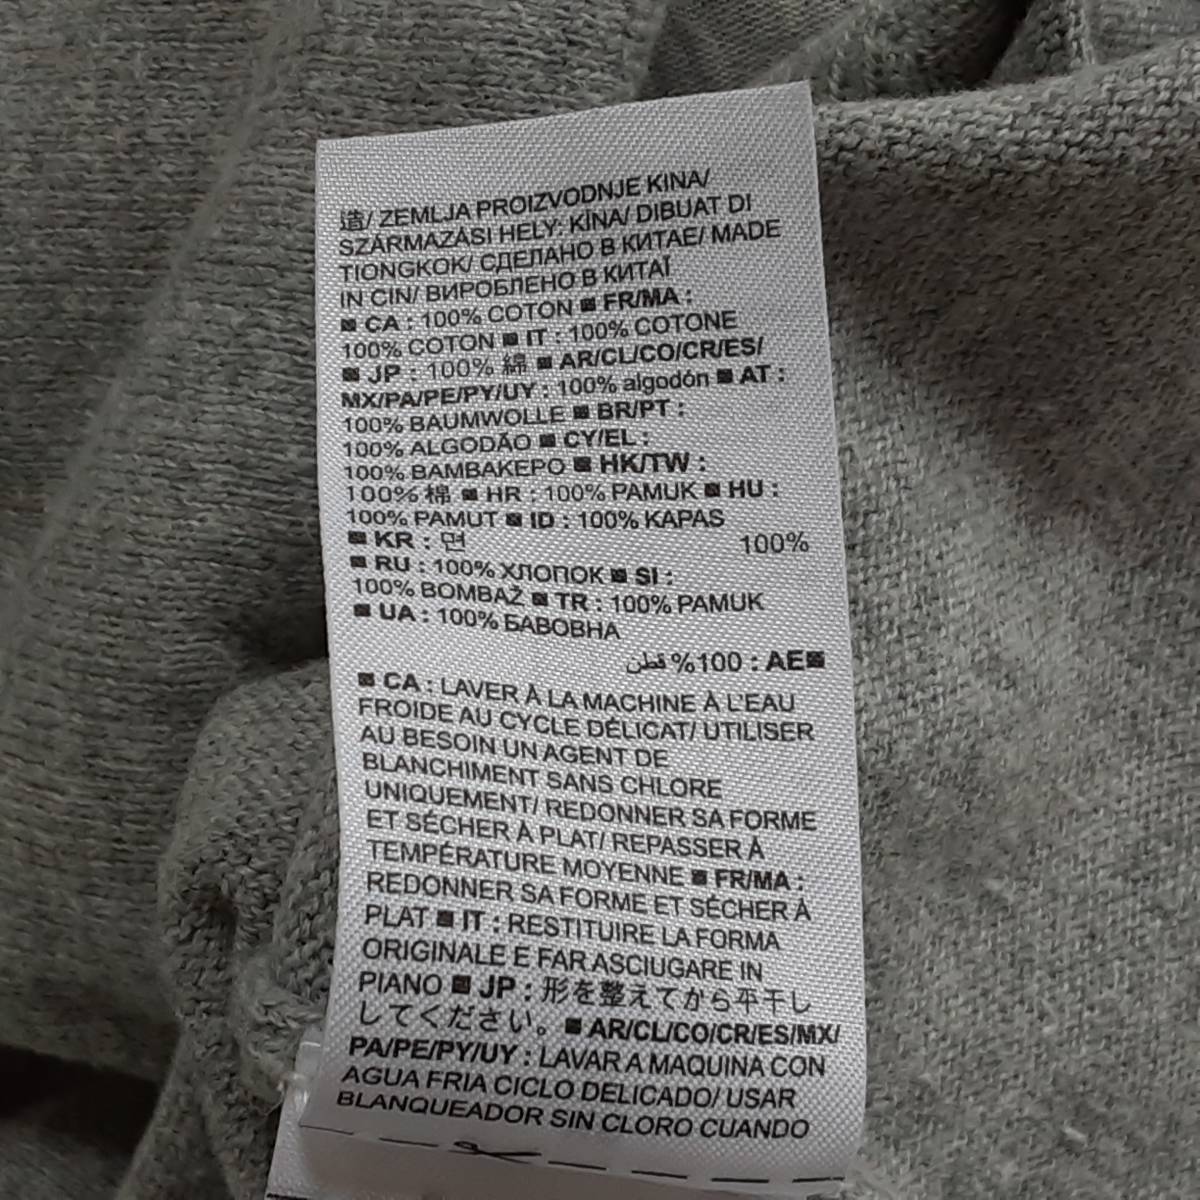 造/ ZEMLJA PROIZVODNJE KINA/
SZÁRMAZÁSI HELY: KÍNA/ DIBUAT DI
TIONGKOK/ СДЕЛАНО В КИТАЕ/ MADE
IN CIN/ ВИРОБЛЕНО В КИТАЇ
■ CA : 100% COTON ■ FR/MA :
100% COTON ■ IT : 100% COTONE
■ JP : 100% 綿 ■ AR/CL/CO/CR/ES/
MX/PA/PE/PY/UY : 100% algodón ■ AT :
100% BAUMWOLLE ■ BR/PT :
100% ALGODÃO ■ CY/EL :
100% ΒΑΜΒΑΚΕΡΟ ■ HK/TW :
100% 棉 ■ HR : 100% PAMUK ■ HU :
100% PAMUT ■ ID : 100% KAPAS
■ KR : 면 100%
■ RU : 100% ХЛОПОК ■ SI :
100% BOMBAŽ ■ TR : 100% PAMUK
■ UA : 100% БАВОВНА
قطن %100 : AE■
■ CA : LAVER À LA MACHINE À L'EAU
FROIDE AU CYCLE DÉLICAT/ UTILISER
AU BESOIN UN AGENT DE
BLANCHIMENT SANS CHLORE
UNIQUEMENT/ REDONNER SA FORME
ET SÉCHER À PLAT/ REPASSER À
TEMPÉRATURE MOYENNE ■ FR/MA :
REDONNER SA FORME ET SÉCHER À
PLAT ■ IT : RESTITUIRE LA FORMA
ORIGINALE E FAR ASCIUGARE IN
PIANO ■ JP : 形を整えてから平干し
してください。 ■ AR/CL/CO/CR/ES/MX/
PA/PE/PY/UY : LAVAR A MAQUINA CON
AGUA FRIA CICLO DELICADO/ USAR
BLANQUEADOR SIN CLORO CUANDO